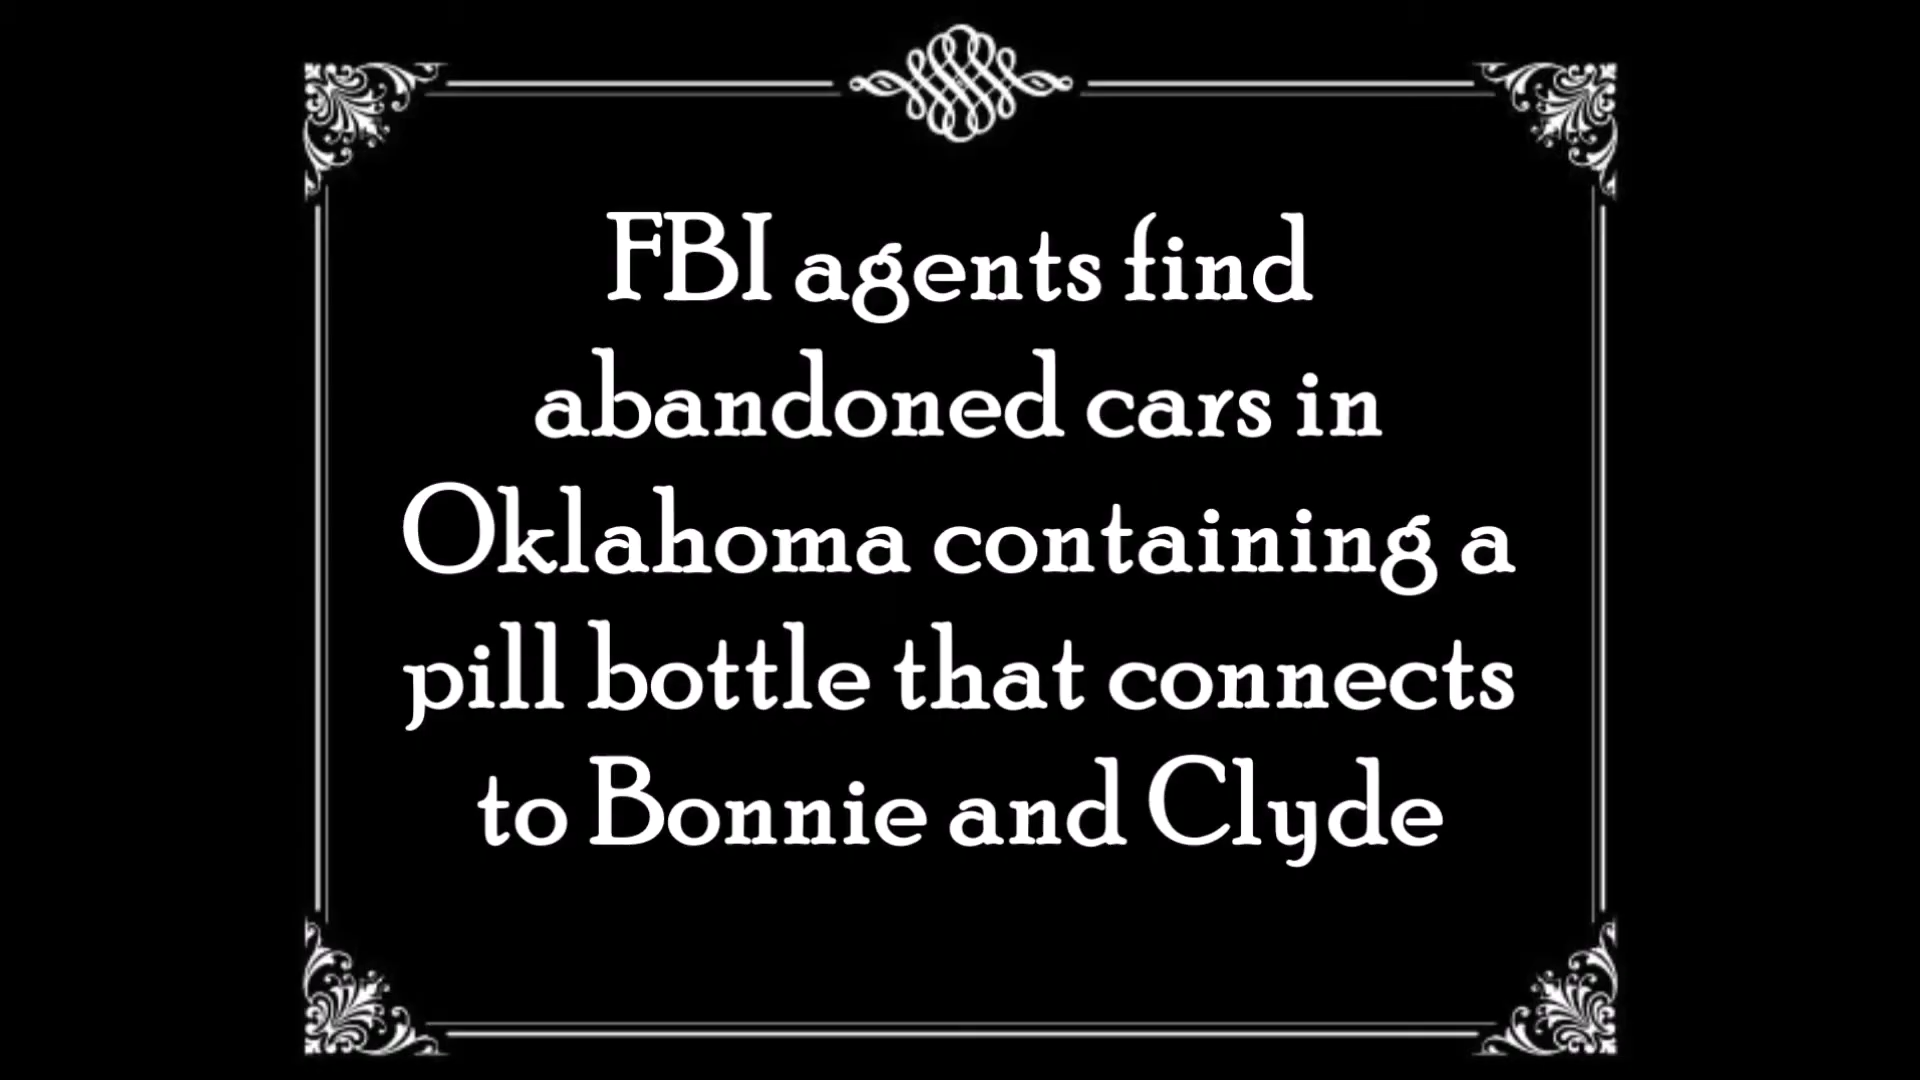 FBI agents find
abandoned cars in
Oklahoma containing a
pill bottle that connects
to Bonnie and Clyde